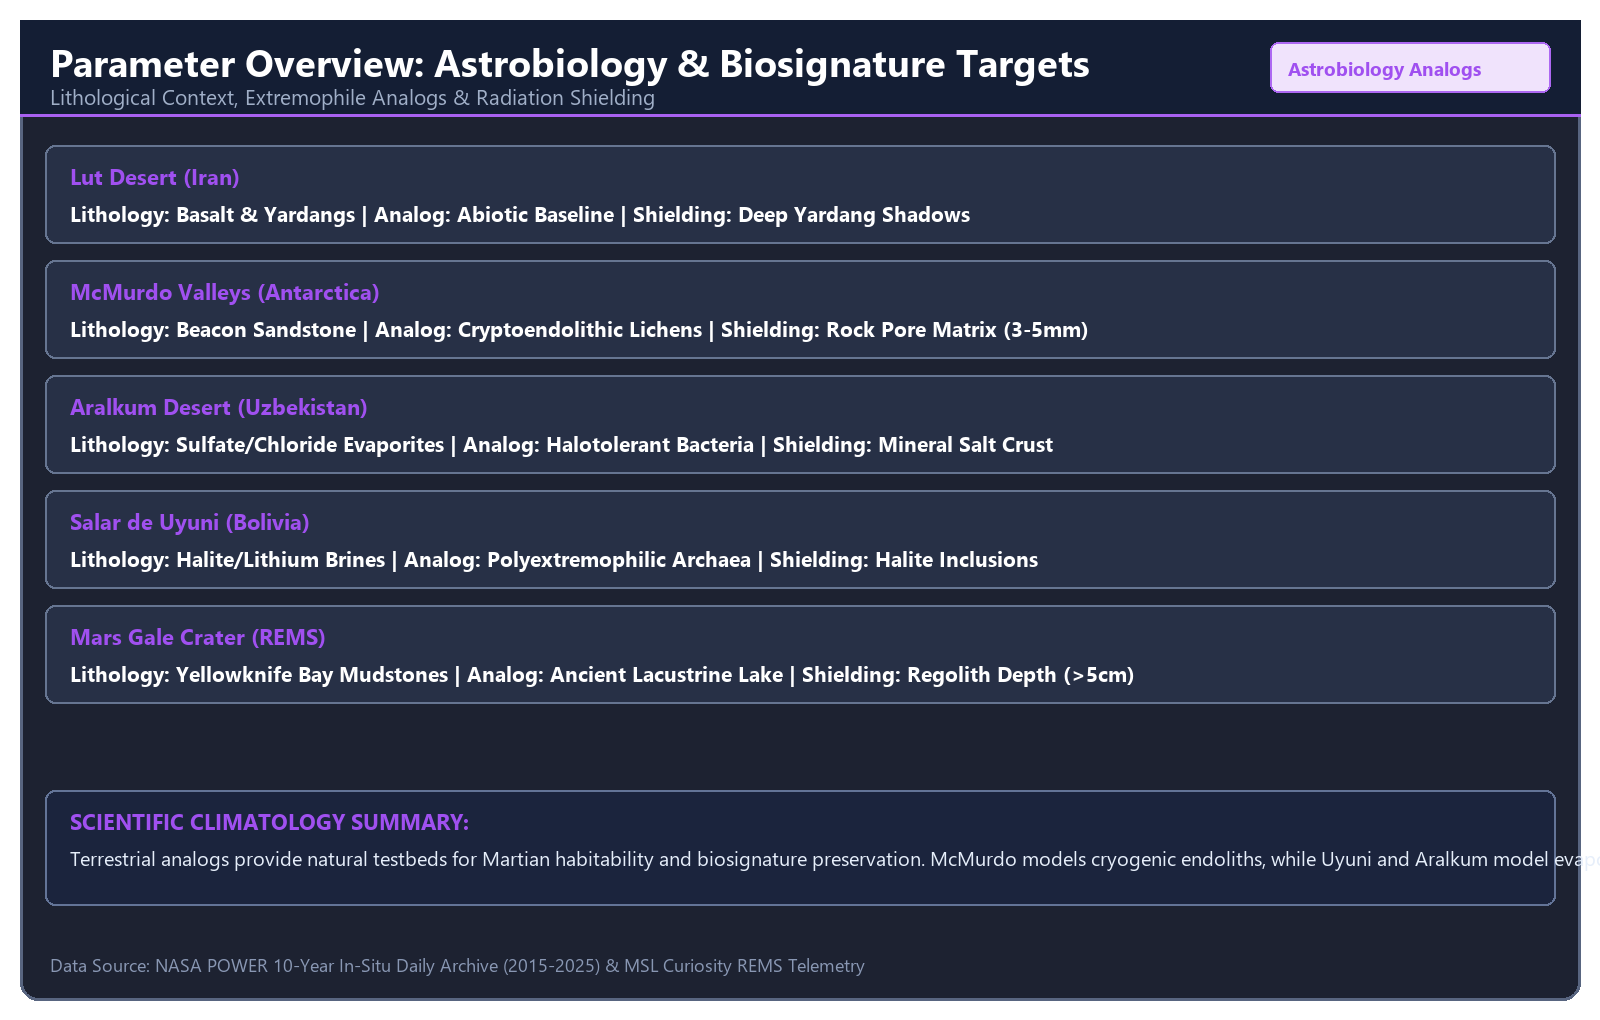 Parameter Overview: Astrobiology & Biosignature Targets
Lithological Context, Extremophile Analogs & Radiation Shielding
Astrobiology Analogs
Lut Desert (Iran)
Lithology: Basalt & Yardangs | Analog: Abiotic Baseline | Shielding: Deep Yardang Shadows
McMurdo Valleys (Antarctica)
Lithology: Beacon Sandstone | Analog: Cryptoendolithic Lichens | Shielding: Rock Pore Matrix (3-5mm)
Aralkum Desert (Uzbekistan)
Lithology: Sulfate/Chloride Evaporites | Analog: Halotolerant Bacteria | Shielding: Mineral Salt Crust
Salar de Uyuni (Bolivia)
Lithology: Halite/Lithium Brines | Analog: Polyextremophilic Archaea | Shielding: Halite Inclusions
Mars Gale Crater (REMS)
Lithology: Yellowknife Bay Mudstones | Analog: Ancient Lacustrine Lake | Shielding: Regolith Depth (>5cm)
SCIENTIFIC CLIMATOLOGY SUMMARY:
Terrestrial analogs provide natural testbeds for Martian habitability and biosignature preservation. McMurdo models cryogenic endoliths, while Uyuni and Aralkum model
Data Source: NASA POWER 10-Year In-Situ Daily Archive (2015-2025) & MSL Curiosity REMS Telemetry